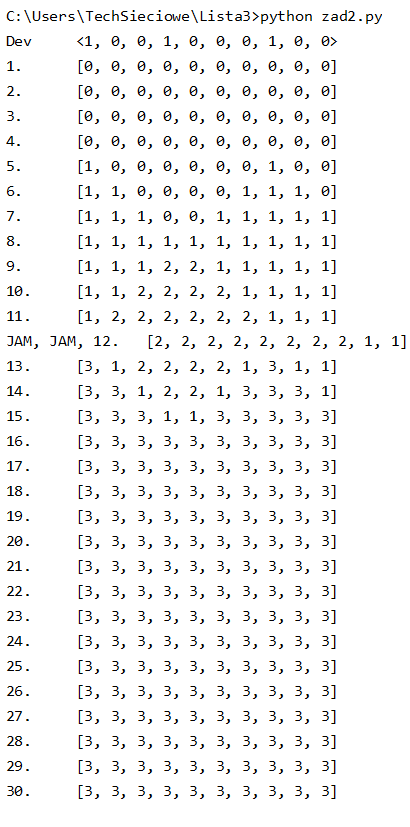 C:\Users\TechSieciowe\Lista3>python zad2.py
Dev <1, 0, 0, 1, 0, 0, 0, 1, 0, 0>
1. [0, 0, 0, 0, 0, 0, 0, 0, 0, 0]
2. [0, 0, 0, 0, 0, 0, 0, 0, 0, 0]
3. [0, 0, 0, 0, 0, 0, 0, 0, 0, 0]
4. [0, 0, 0, 0, 0, 0, 0, 0, 0, 0]
5. [1, 0, 0, 0, 0, 0, 0, 1, 0, 0]
6. [1, 1, 0, 0, 0, 0, 1, 1, 1, 0]
7. [1, 1, 1, 0, 0, 1, 1, 1, 1, 1]
8. [1, 1, 1, 1, 1, 1, 1, 1, 1, 1]
9. [1, 1, 1, 2, 2, 1, 1, 1, 1, 1]
10. [1, 1, 2, 2, 2, 2, 1, 1, 1, 1]
11. [1, 2, 2, 2, 2, 2, 2, 1, 1, 1]
JAM, JAM, 12. [2, 2, 2, 2, 2, 2, 2, 2, 1, 1]
13. [3, 1, 2, 2, 2, 2, 1, 3, 1, 1]
14. [3, 3, 1, 2, 2, 1, 3, 3, 3, 1]
15. [3, 3, 3, 1, 1, 3, 3, 3, 3, 3]
16. [3, 3, 3, 3, 3, 3, 3, 3, 3, 3]
17. [3, 3, 3, 3, 3, 3, 3, 3, 3, 3]
18. [3, 3, 3, 3, 3, 3, 3, 3, 3, 3]
19. [3, 3, 3, 3, 3, 3, 3, 3, 3, 3]
20. [3, 3, 3, 3, 3, 3, 3, 3, 3, 3]
21. [3, 3, 3, 3, 3, 3, 3, 3, 3, 3]
22. [3, 3, 3, 3, 3, 3, 3, 3, 3, 3]
23. [3, 3, 3, 3, 3, 3, 3, 3, 3, 3]
24. [3, 3, 3, 3, 3, 3, 3, 3, 3, 3]
25. [3, 3, 3, 3, 3, 3, 3, 3, 3, 3]
26. [3, 3, 3, 3, 3, 3, 3, 3, 3, 3]
27. [3, 3, 3, 3, 3, 3, 3, 3, 3, 3]
28. [3, 3, 3, 3, 3, 3, 3, 3, 3, 3]
29. [3, 3, 3, 3, 3, 3, 3, 3, 3, 3]
30. [3, 3, 3, 3, 3, 3, 3, 3, 3, 3]